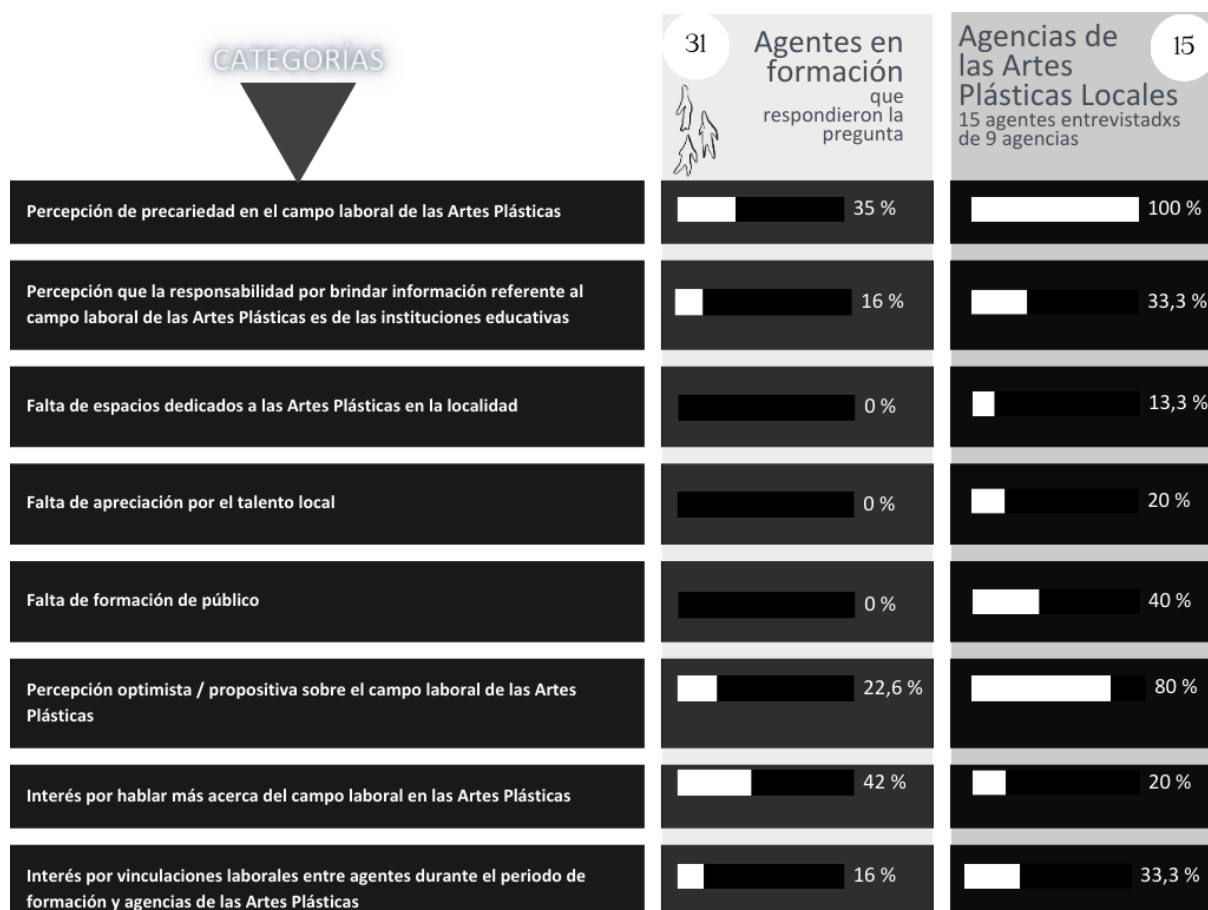 CATEGORÍAS
31
Agentes en
formación
que
respondieron la
pregunta
Agencias de
las Artes
Plásticas Locales
15
15 agentes entrevistadxs
de 9 agencias
Percepción de precariedad en el campo laboral de las Artes Plásticas
35 %
100 %
Percepción que la responsabilidad por brindar información referente al
campo laboral de las Artes Plásticas es de las instituciones educativas
16 %
33,3 %
Falta de espacios dedicados a las Artes Plásticas en la localidad
0 %
13,3 %
Falta de apreciación por el talento local
0 %
20 %
Falta de formación de público
0 %
40 %
Percepción optimista / propositiva sobre el campo laboral de las Artes
Plásticas
22,6 %
80 %
Interés por hablar más acerca del campo laboral en las Artes Plásticas
42 %
20 %
Interés por vinculaciones laborales entre agentes durante el periodo de
formación y agencias de las Artes Plásticas
16 %
33,3 %